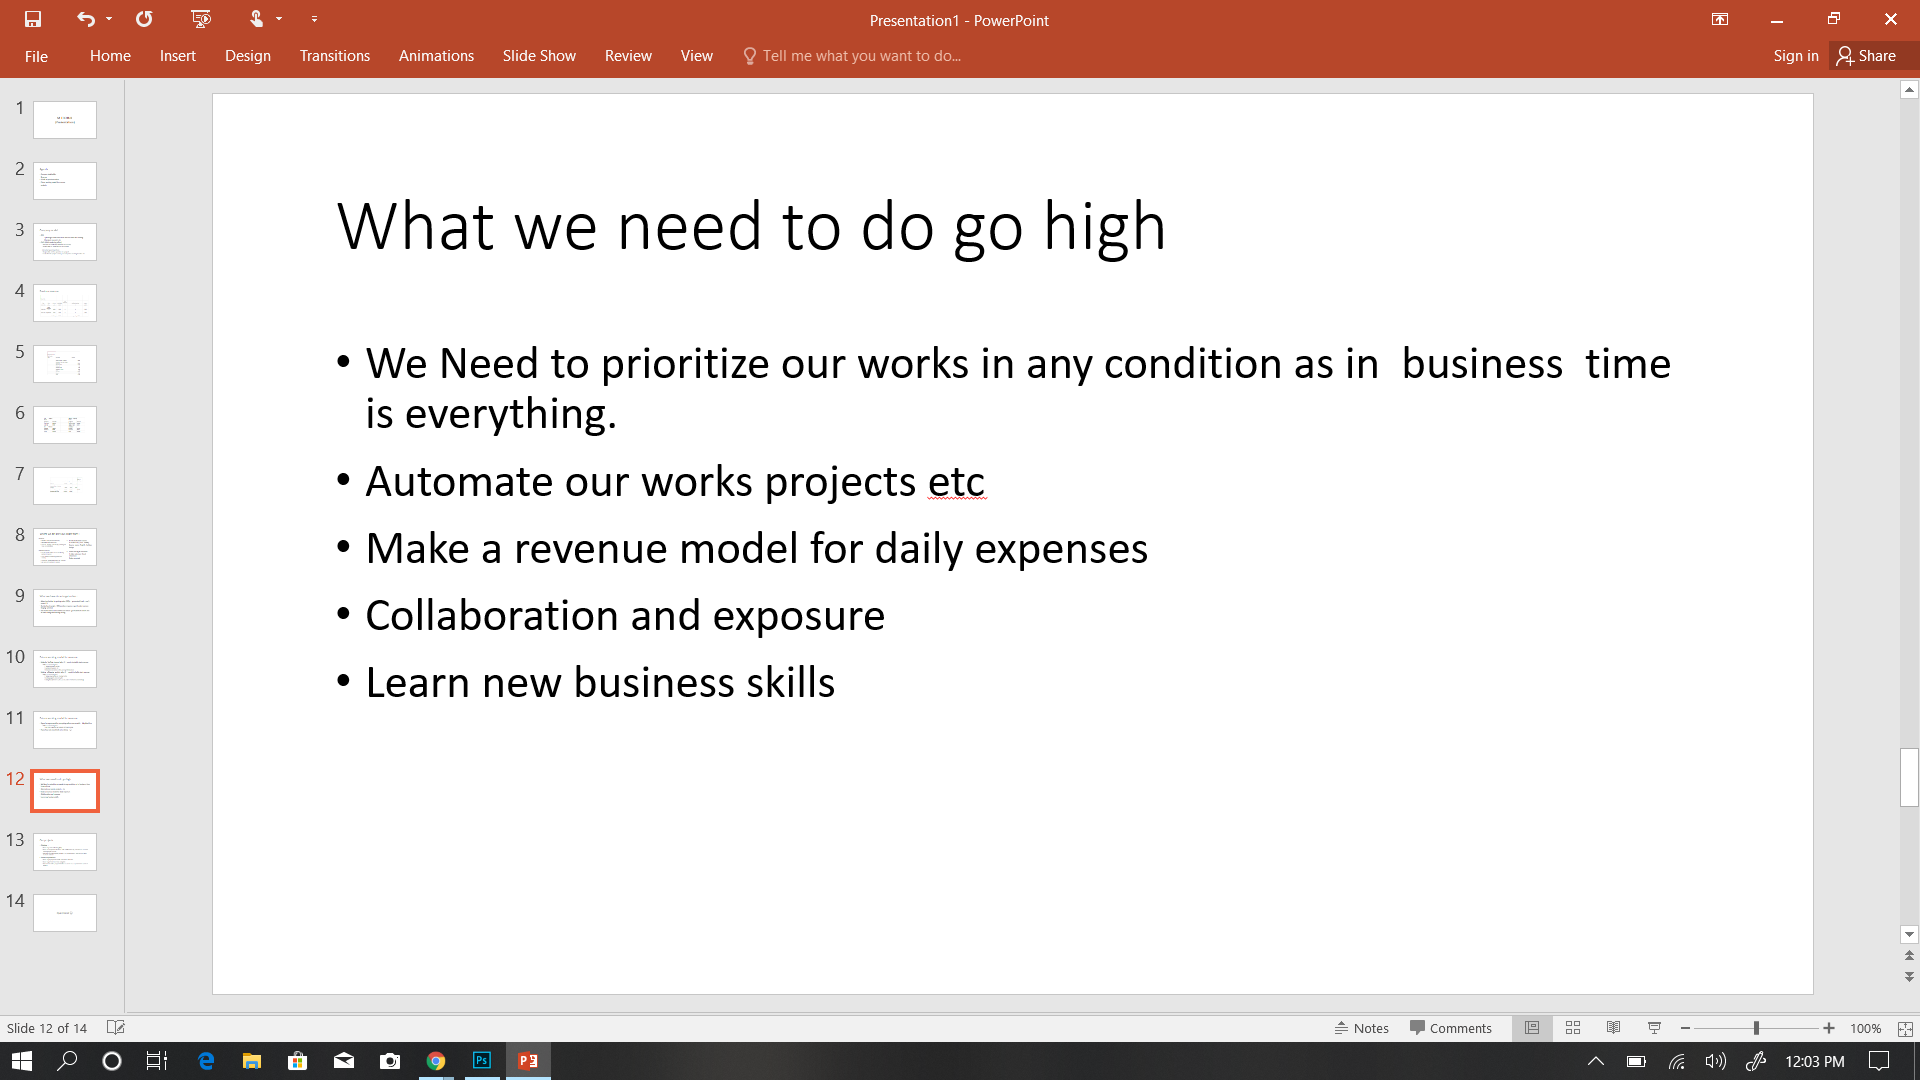 Presentation1 - PowerPoint
File Home Insert Design Transitions Animations Slide Show Review View Tell me what you want to do... Sign in Share
1
2
3
4
5
6
7
8
9
10
11
12
13
14
What we need to do go high
• We Need to prioritize our works in any condition as in  business  time
is everything.
• Automate our works projects etc
• Make a revenue model for daily expenses
• Collaboration and exposure
• Learn new business skills
Slide 12 of 14 Notes Comments 100%
12:03 PM